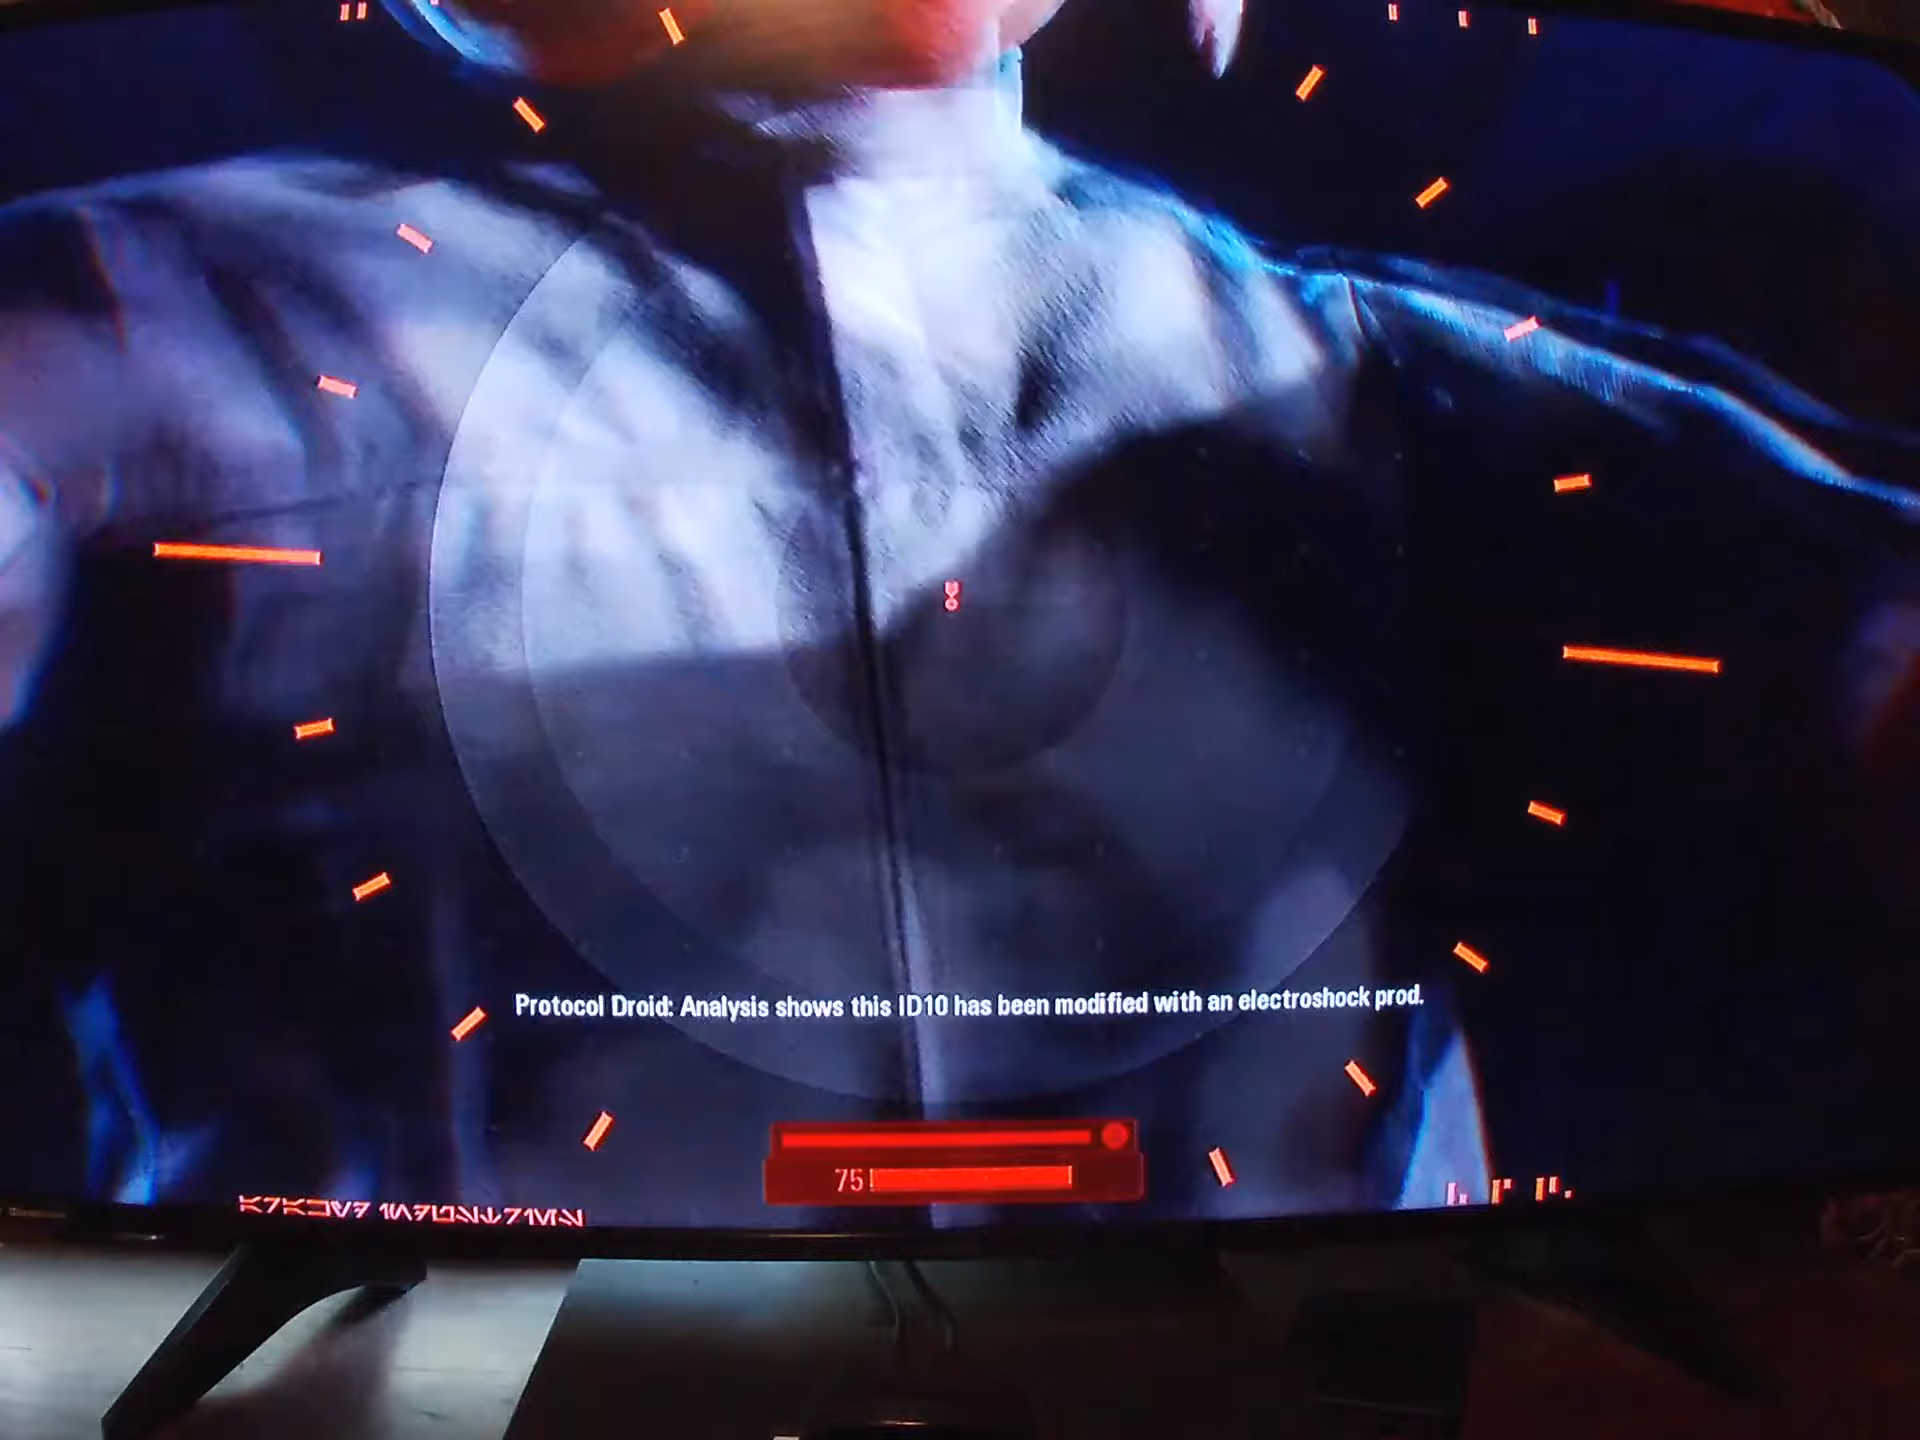 Protocol Droid: Analysis shows this ID10 has been modified with an electroshock prod.
75